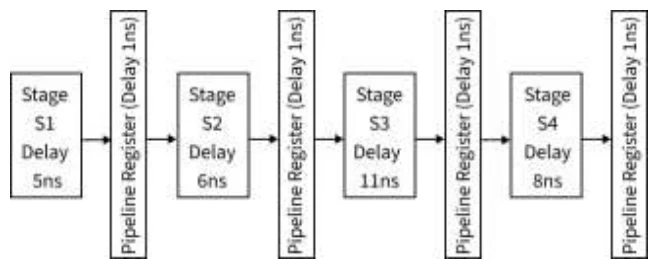 Stage
S1
Delay
5ns
Pipeline Register (Delay 1ns)
Stage
S2
Delay
6ns
Pipeline Register (Delay 1ns)
Stage
S3
Delay
11ns
Pipeline Register (Delay 1ns)
Stage
S4
Delay
8ns
Pipeline Register (Delay 1ns)